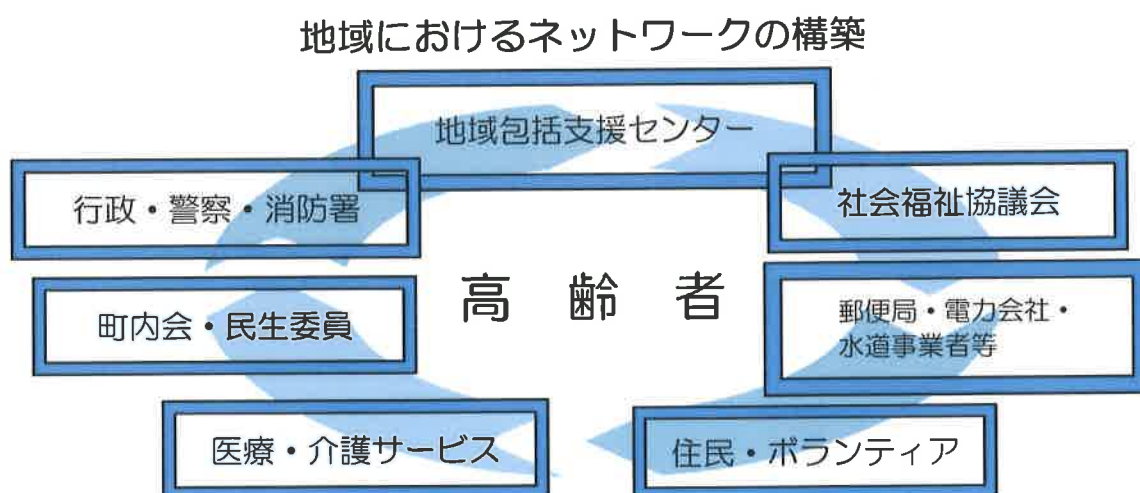 地域におけるネットワークの構築
地域包括支援センター
行政・警察・消防署
社会福祉協議会
高齢者
町内会・民生委員
郵便局・電力会社・
水道事業者等
医療・介護サービス
住民・ボランティア